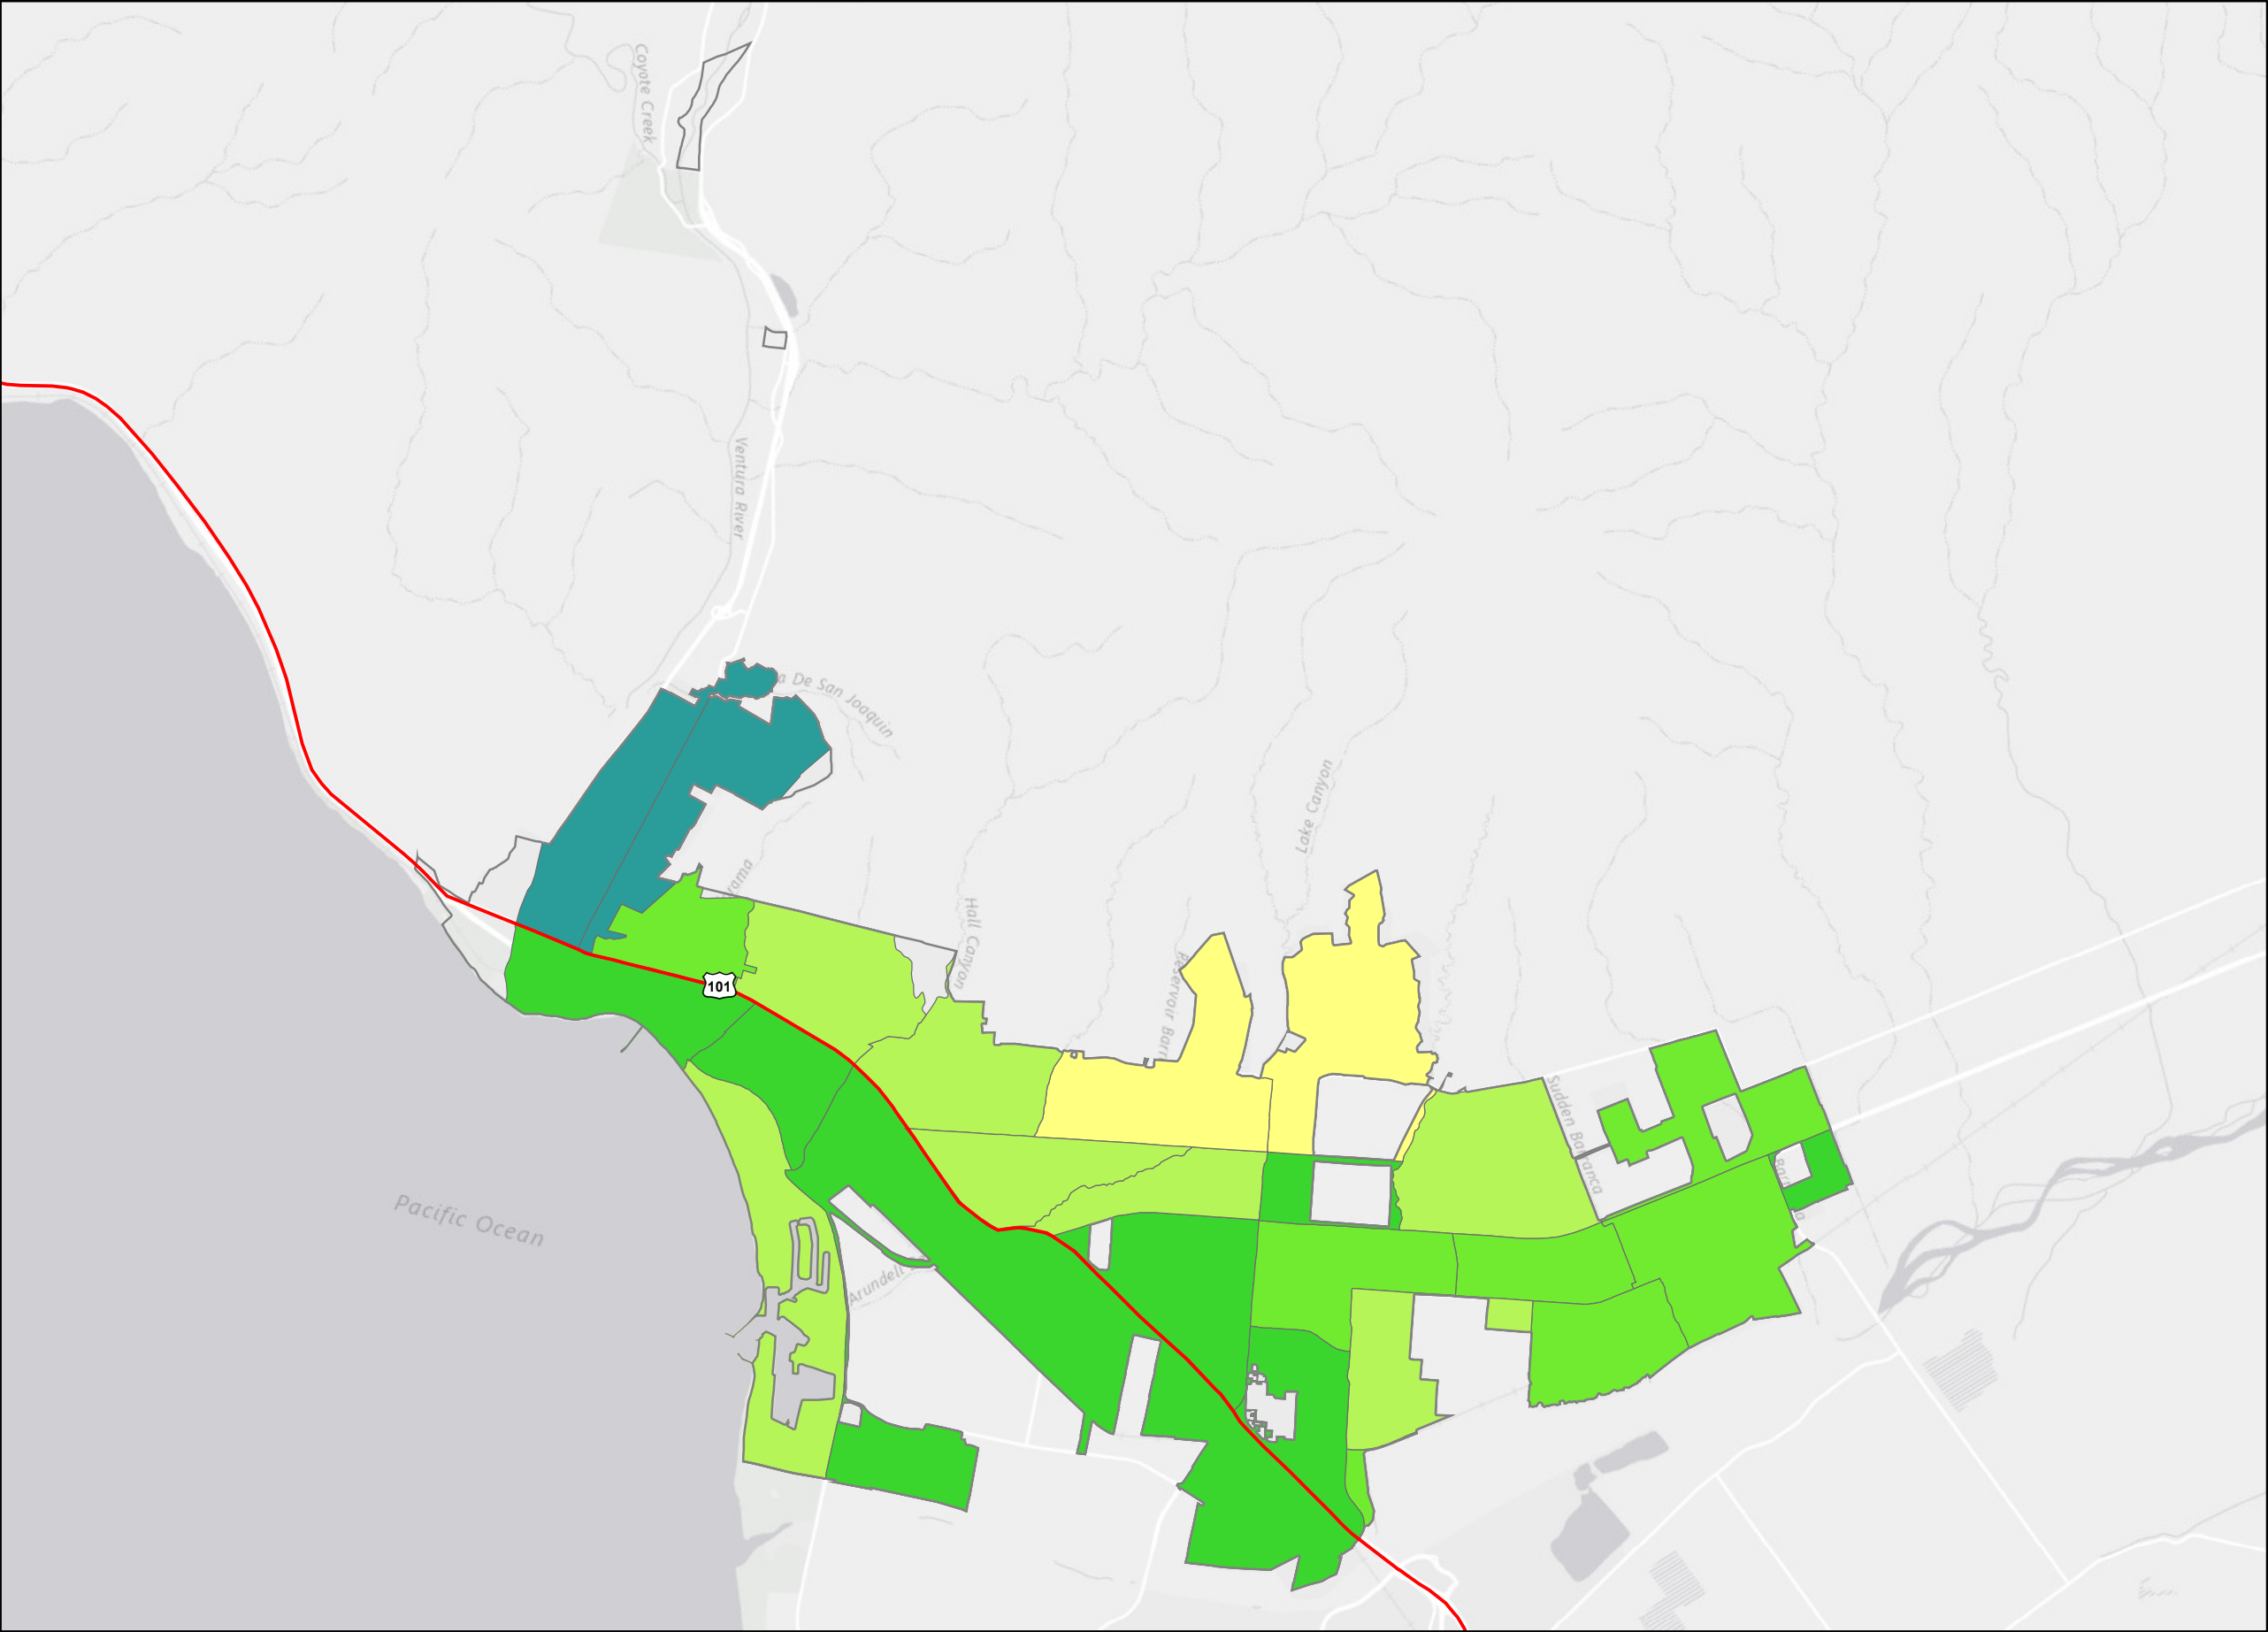 Coyote Creek
Ventura River
a De San Joaquin
Lake Canyon
rama
Hall Canyon
Reservoir Barr
101
Sudden Barranca
Pacific Ocean
Arundell